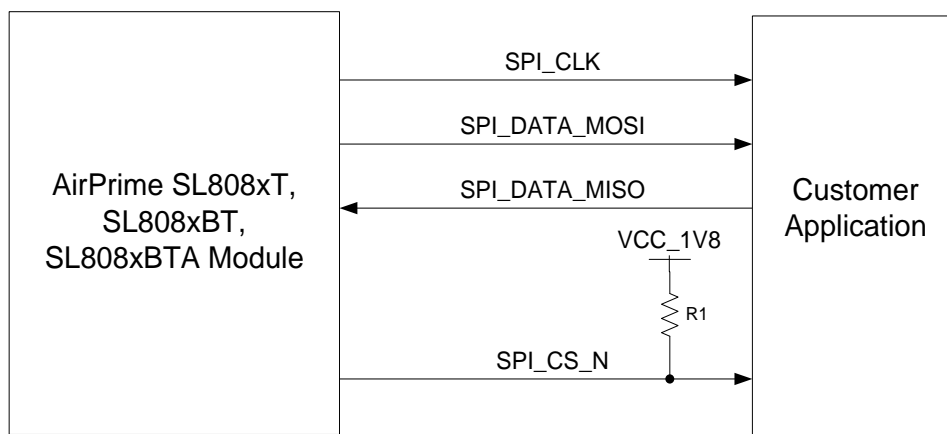 SPI_CLK
SPI_DATA_MOSI
AirPrime SL808xT,
SL808xBT,
SL808xBTA Module
SPI_DATA_MISO
Customer
Application
VCC_1V8
R1
SPI_CS_N